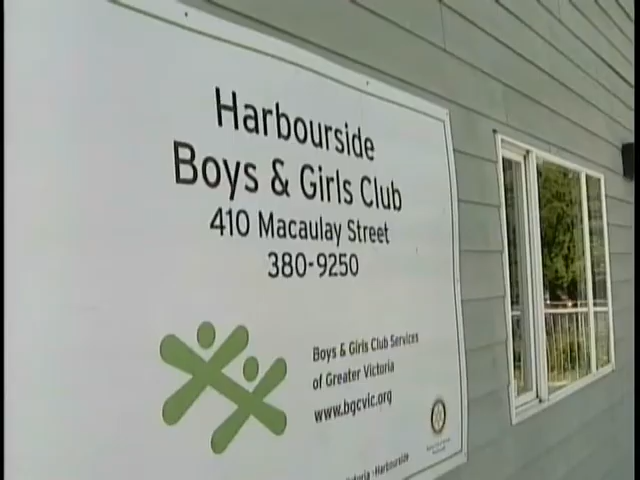 Harbourside
Boys & Girls Club
410 Macaulay Street
380-9250
Boys & Girls Club Services
of Greater Victoria
www.bgcvic.org
Harbourside